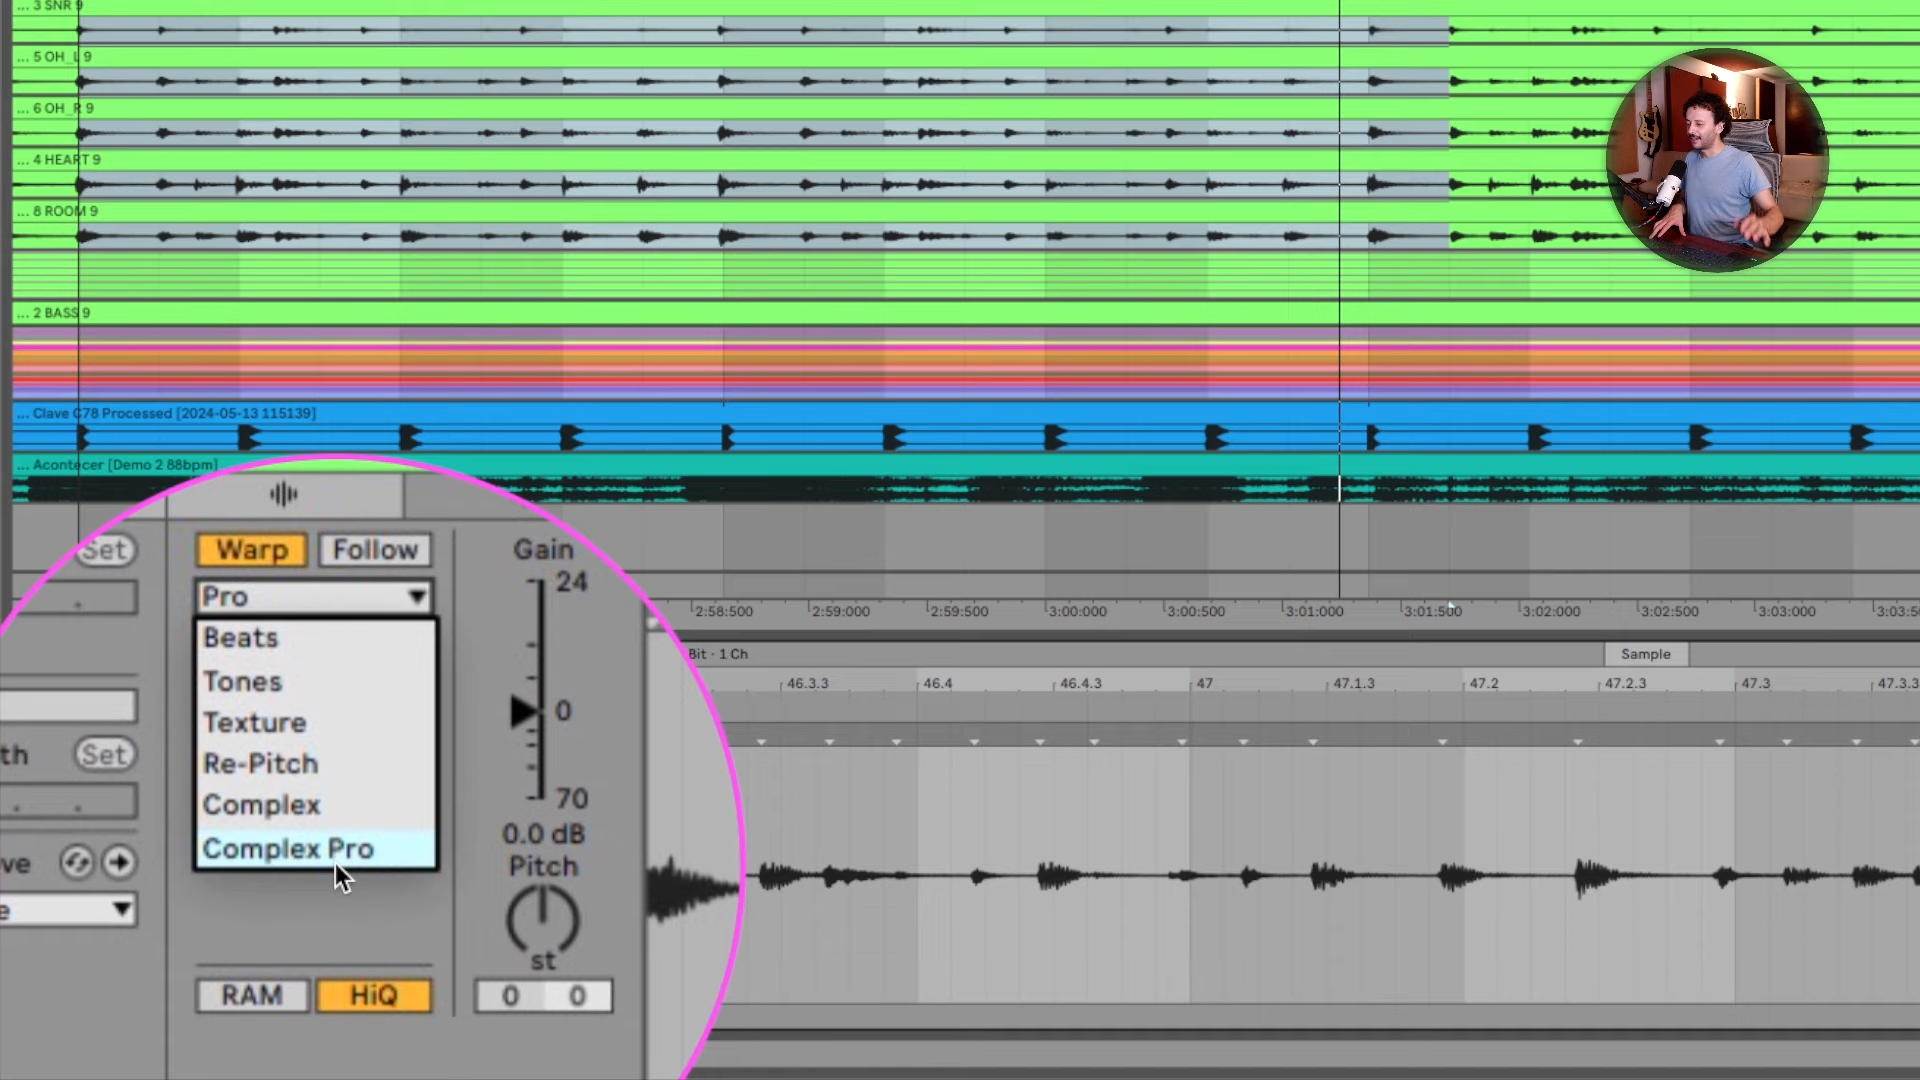 ... 3 SNR 9
... 5 OH_L 9
... 6 OH_R 9
... 4 HEART 9
... 8 ROOM 9
... 2 BASS 9
... Clave C78 Processed [2024-05-13 115139]
... Acontecer [Demo 2 88bpm]
Set
Warp
Follow
Gain
Pro
24
Beats
Tones
Texture
0
th
Set
Re-Pitch
Complex
70
0.0 dB
ve
Complex Pro
Pitch
e
st
RAM
HiQ
0 0
2:58:500
2:59:000
2:59:500
3:00:000
3:00:500
3:01:000
3:01:500
3:02:000
3:02:500
3:03:000
3:03:5
Bit · 1 Ch
Sample
46.3.3
46.4
46.4.3
47
47.1.3
47.2
47.2.3
47.3
47.3.3